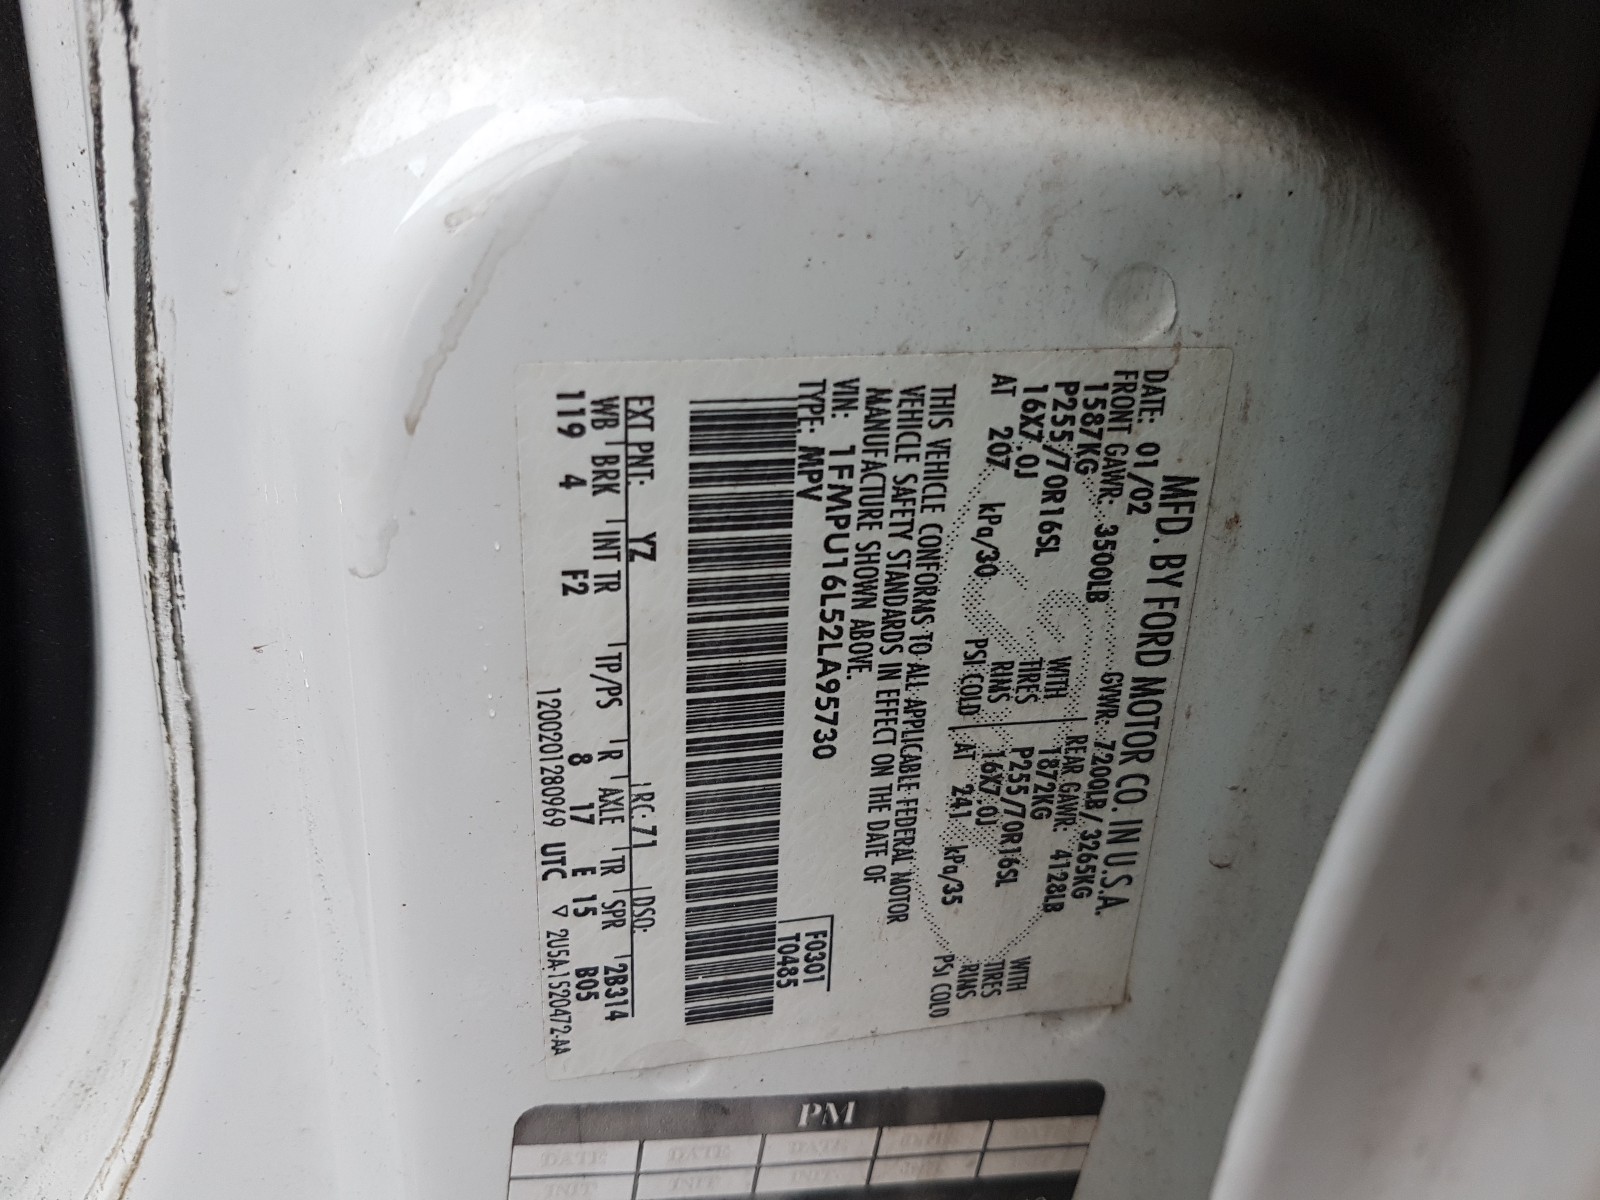 MFD. BY FORD MOTOR CO. IN U.S.A.
DATE: 01/02 GVWR: 7200LB/ 3265KG
FRONT GAWR: 3500LB REAR GAWR: 4128LB
1587KG WITH 1872KG WITH
P255/70R16SL TIRES P255/70R16SL TIRES
16X7.0J RIMS 16X7.0J RIMS
AT 207 kPa/30 PSI COLD AT 241 kPa/35 PSI COLD
THIS VEHICLE CONFORMS TO ALL APPLICABLE FEDERAL MOTOR
VEHICLE SAFETY STANDARDS IN EFFECT ON THE DATE OF
MANUFACTURE SHOWN ABOVE.
VIN: 1FMPU16L52LA95730 F0301
TYPE: MPV T0485
EXT PNT: YZ RC: 71 DSO:
WB BRK INT TR TP/PS R AXLE TR SPR 2B314
119 4 F2 8 17 E 15 B05
120020128096​9 UTC ▽ 2U5A-1520472-AA
PM
DATE DATE DATE